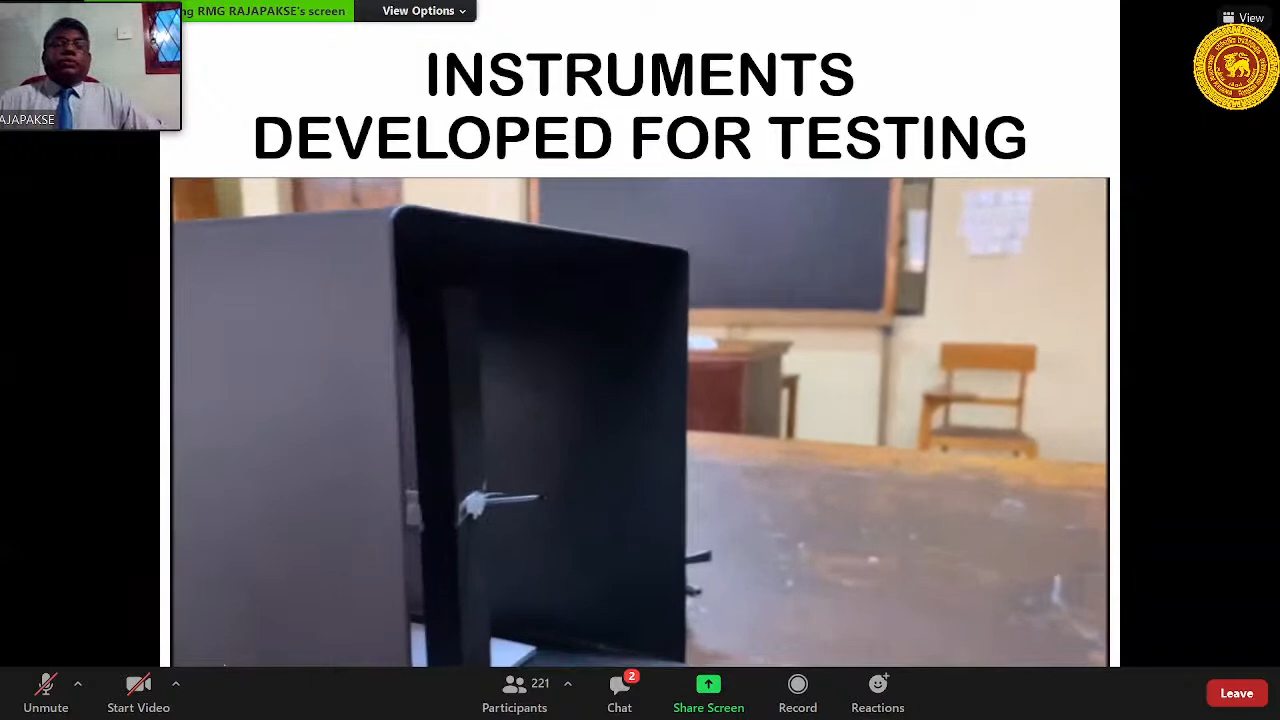 ng RMG RAJAPAKSE's screen
View Options
View
AJAPAKSE
INSTRUMENTS
DEVELOPED FOR TESTING
Unmute
Start Video
221
Participants
2
Chat
Share Screen
Record
Reactions
Leave